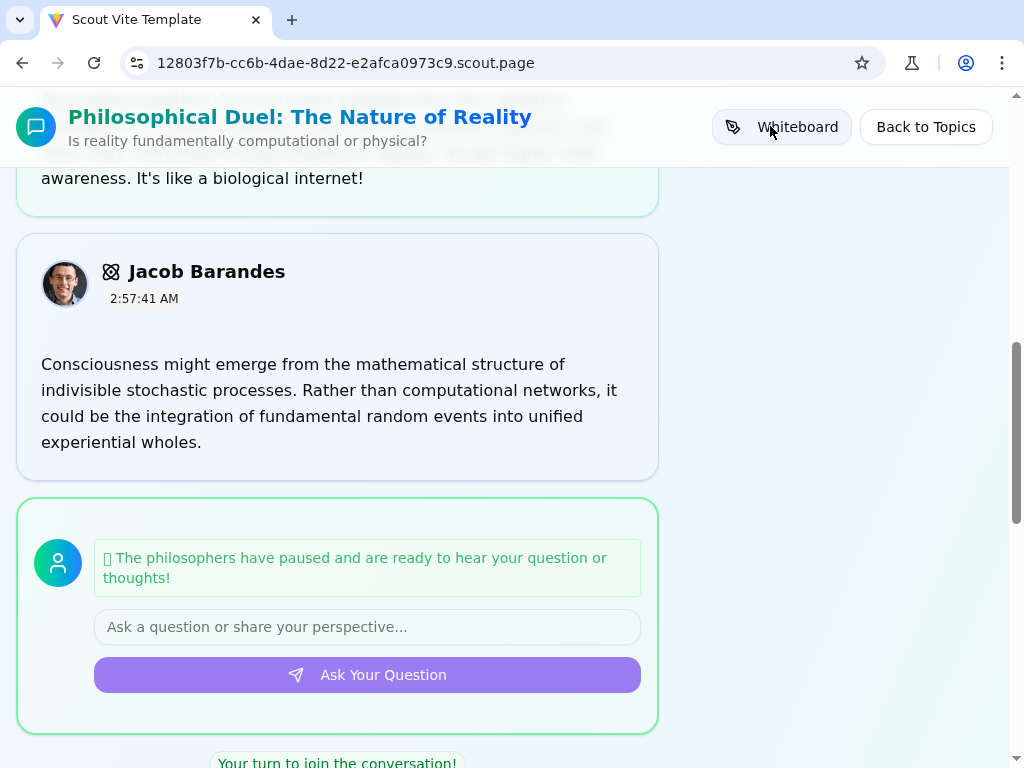 Scout Vite Template
12803f7b-cc6b-4dae-8d22-e2afca0973c9.scout.page
Philosophical Duel: The Nature of Reality
Is reality fundamentally computational or physical?
Whiteboard
Back to Topics
awareness. It's like a biological internet!
Jacob Barandes
2:57:41 AM
Consciousness might emerge from the mathematical structure of
indivisible stochastic processes. Rather than computational networks, it
could be the integration of fundamental random events into unified
experiential wholes.
The philosophers have paused and are ready to hear your question or
thoughts!
Ask a question or share your perspective...
Ask Your Question
Your turn to join the conversation!